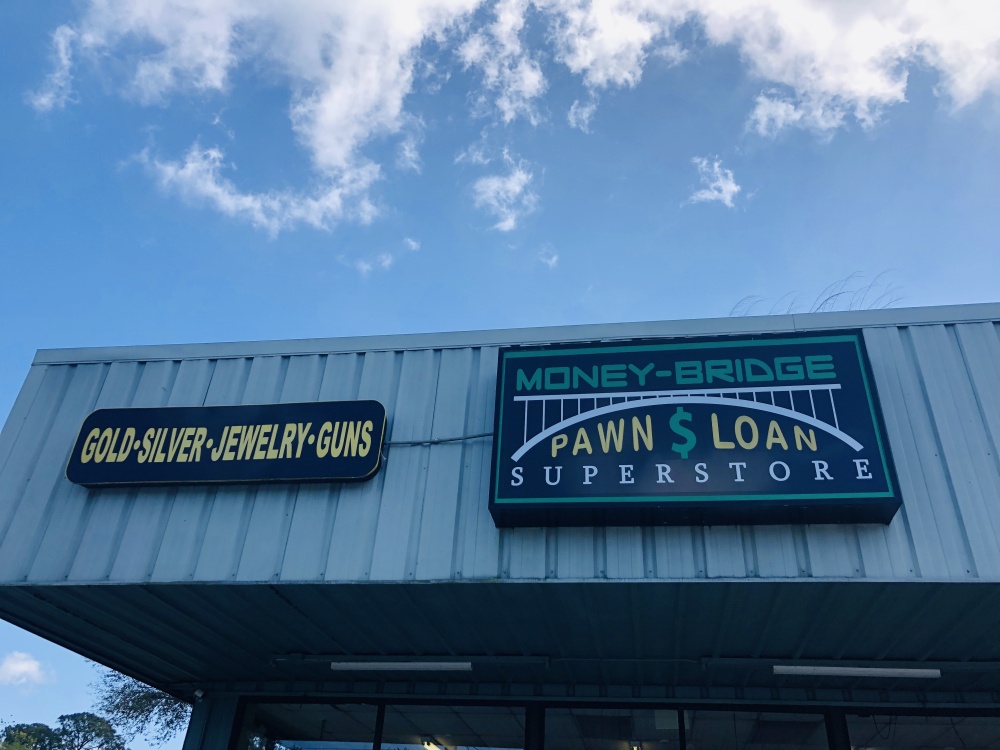 GOLD•SILVER•JEWELRY•GUNS
MONEY-BRIDGE
PAWN $ LOAN
SUPERSTORE